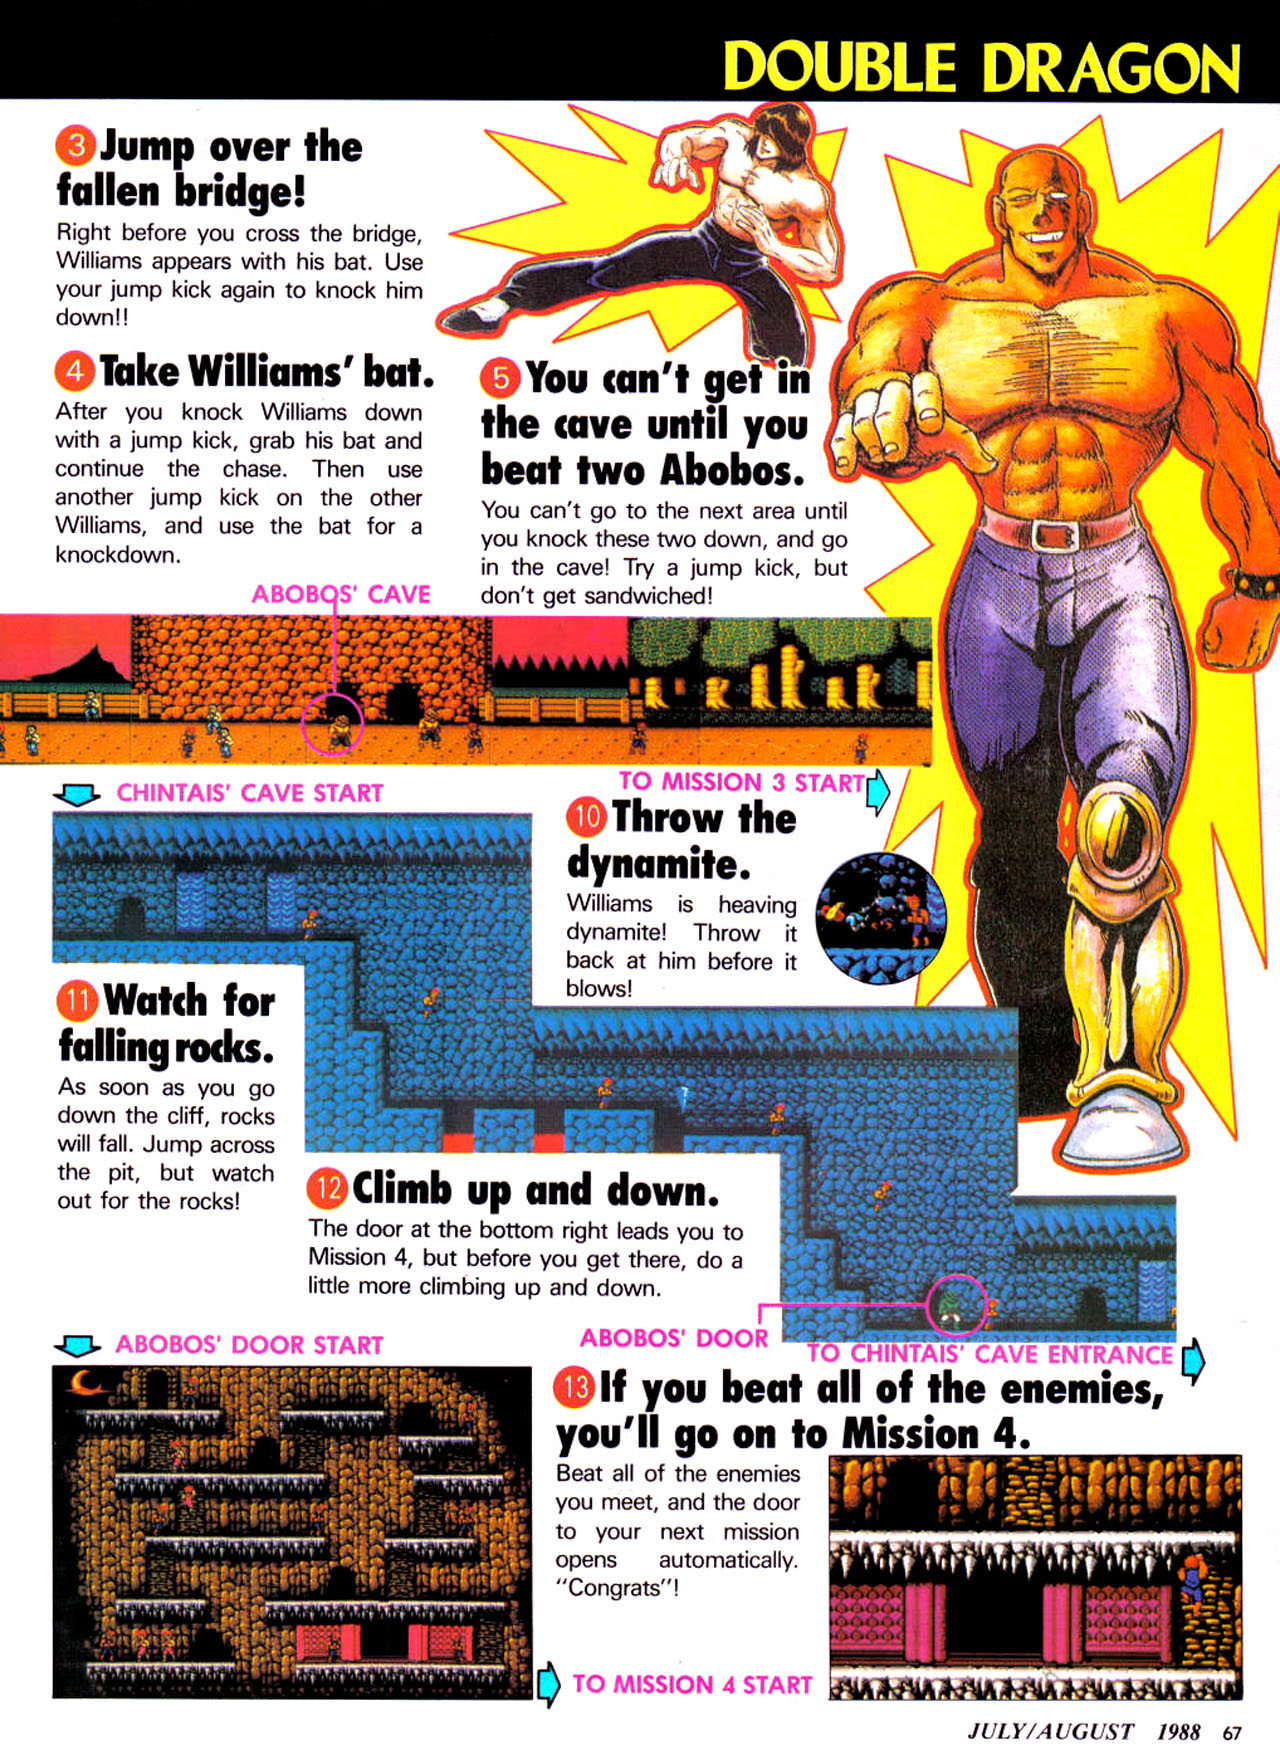 DOUBLE DRAGON
3 Jump over the
fallen bridge!
Right before you cross the bridge,
Williams appears with his bat. Use
your jump kick again to knock him
down!!
4 Take Williams' bat.
After you knock Williams down
with a jump kick, grab his bat and
continue the chase. Then use
another jump kick on the other
Williams, and use the bat for a
knockdown.
5 You can't get in
the cave until you
beat two Abobos.
You can't go to the next area until
you knock these two down, and go
in the cave! Try a jump kick, but
don't get sandwiched!
ABOBOS' CAVE
TO MISSION 3 START
CHINTAIS' CAVE START
10 Throw the
dynamite.
Williams is heaving
dynamite! Throw it
back at him before it
blows!
11 Watch for
falling rocks.
As soon as you go
down the cliff, rocks
will fall. Jump across
the pit, but watch
out for the rocks!
12 Climb up and down.
The door at the bottom right leads you to
Mission 4, but before you get there, do a
little more climbing up and down.
ABOBOS' DOOR
TO CHINTAIS' CAVE ENTRANCE
ABOBOS' DOOR START
13 If you beat all of the enemies,
you'll go on to Mission 4.
Beat all of the enemies
you meet, and the door
to your next mission
opens automatically.
"Congrats"!
TO MISSION 4 START
JULY/AUGUST 1988 67